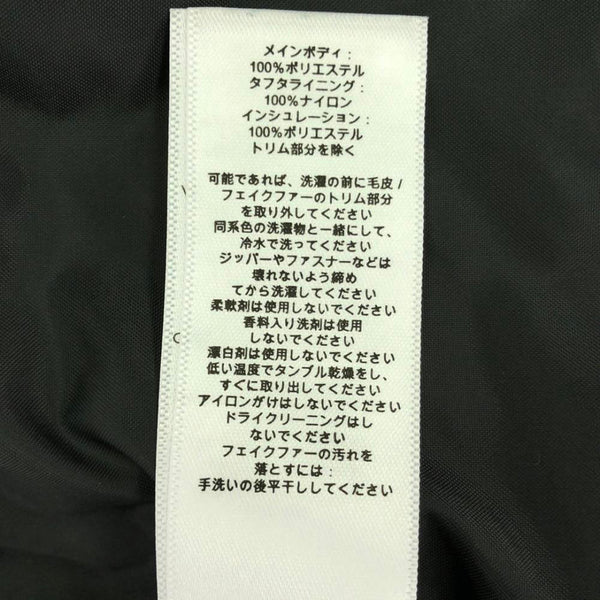 メインボディ：
100%ポリエステル
タフタライニング：
100%ナイロン
インシュレーション：
100%ポリエステル
トリム部分を除く
可能であれば、洗濯の前に毛皮 /
フェイクファーのトリム部分
を取り外してください
同系色の洗濯物と一緒にして、
冷水で洗ってください
ジッパーやファスナーなどは
壊れないよう締め
てから洗濯してください
柔軟剤は使用しないでください
香料入り洗剤は使用
しないでください
漂白剤は使用しないでください
低い温度でタンブル乾燥をし、
すぐに取り出してください
アイロンがけはしないでください
ドライクリーニングはし
ないでください
フェイクファーの汚れを
落とすには：
手洗いの後平干ししてください